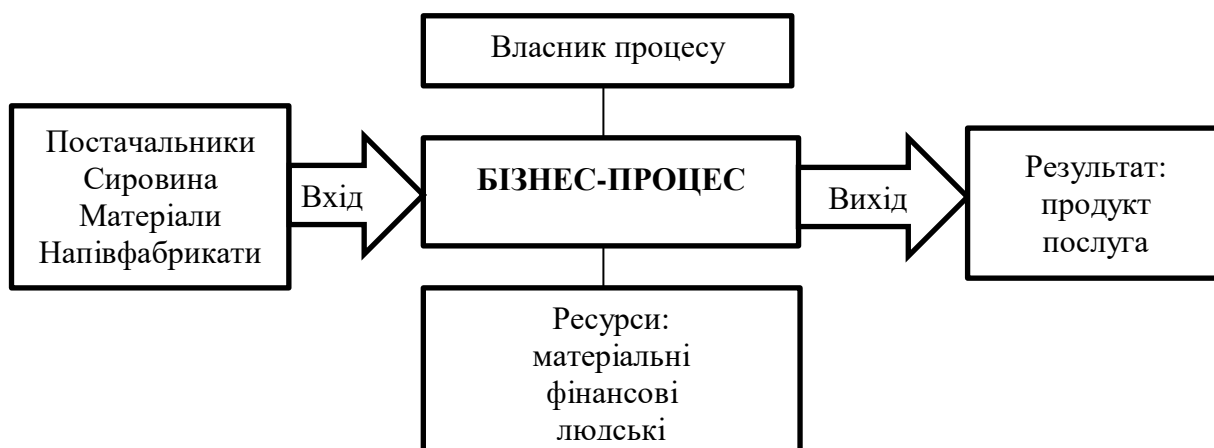 Власник процесу
Постачальники
Сировина
Матеріали
Напівфабрикати
Вхід
БІЗНЕС-ПРОЦЕС
Вихід
Результат:
продукт
послуга
Ресурси:
матеріальні
фінансові
людські